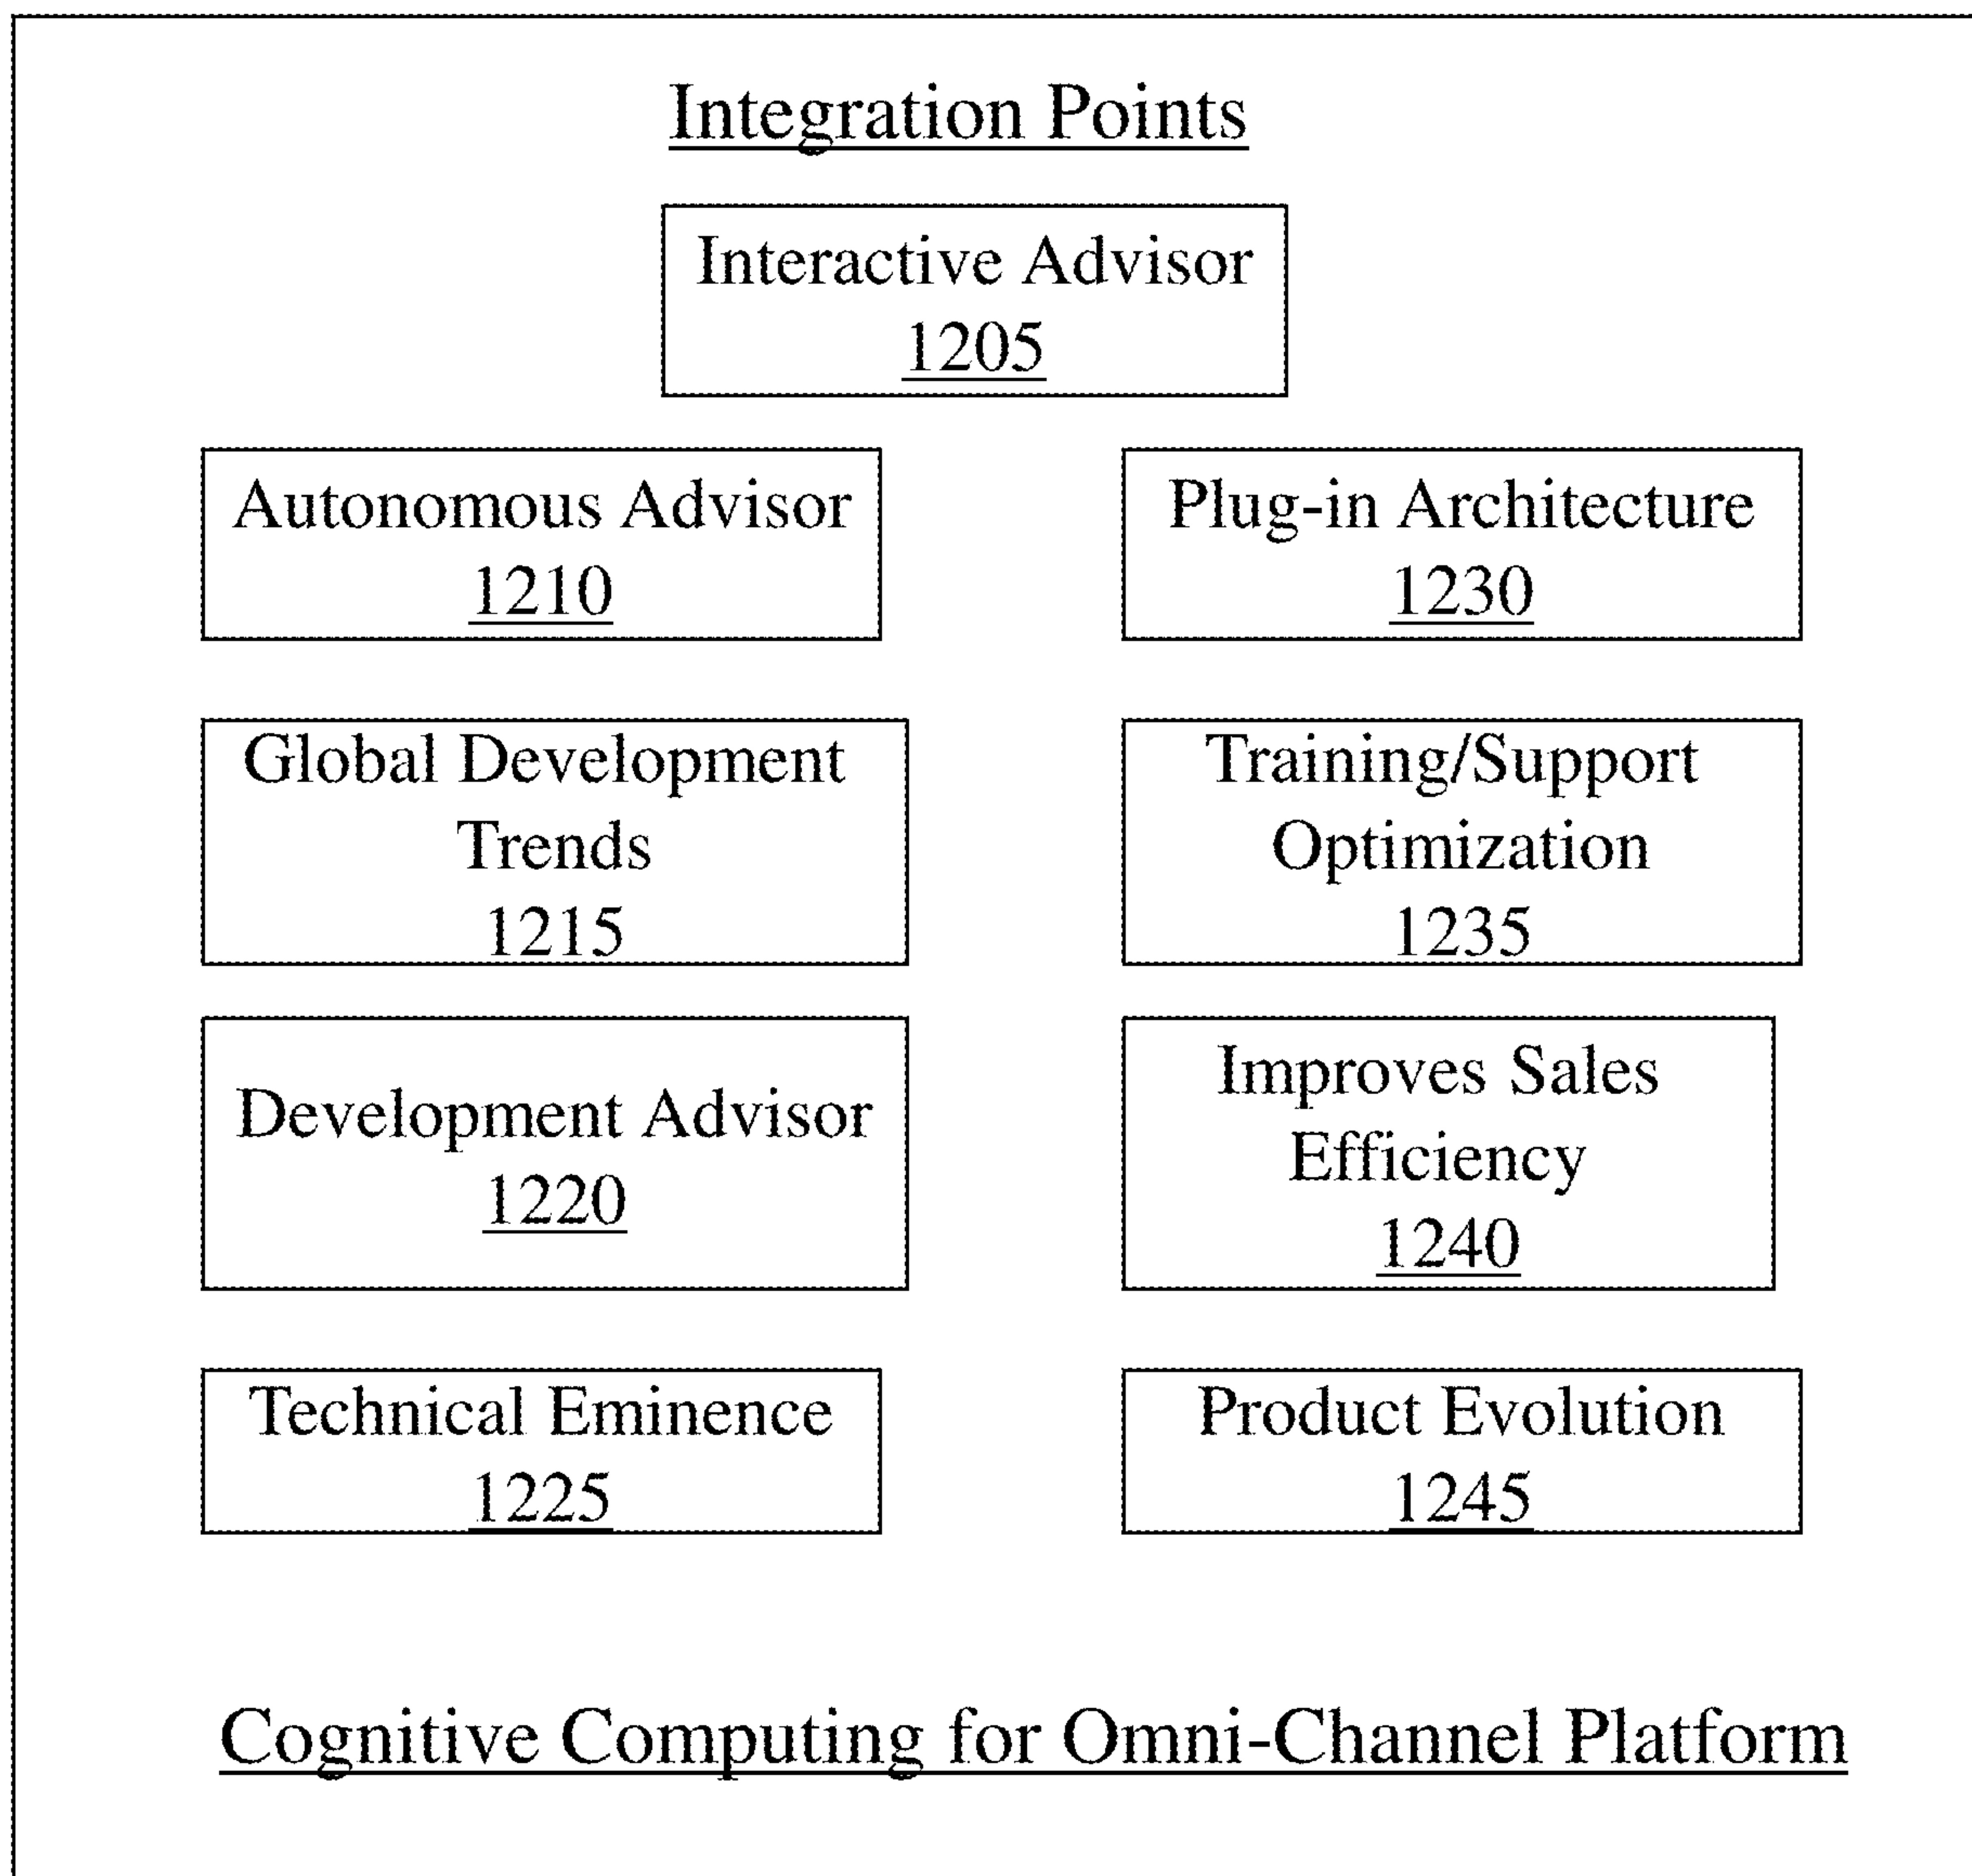 Integration Points
Interactive Advisor
1205
Autonomous Advisor
1210
Plug-in Architecture
1230
Global Development
Trends
1215
Training/Support
Optimization
1235
Development Advisor
1220
Improves Sales
Efficiency
1240
Technical Eminence
1225
Product Evolution
1245
Cognitive Computing for Omni-Channel Platform